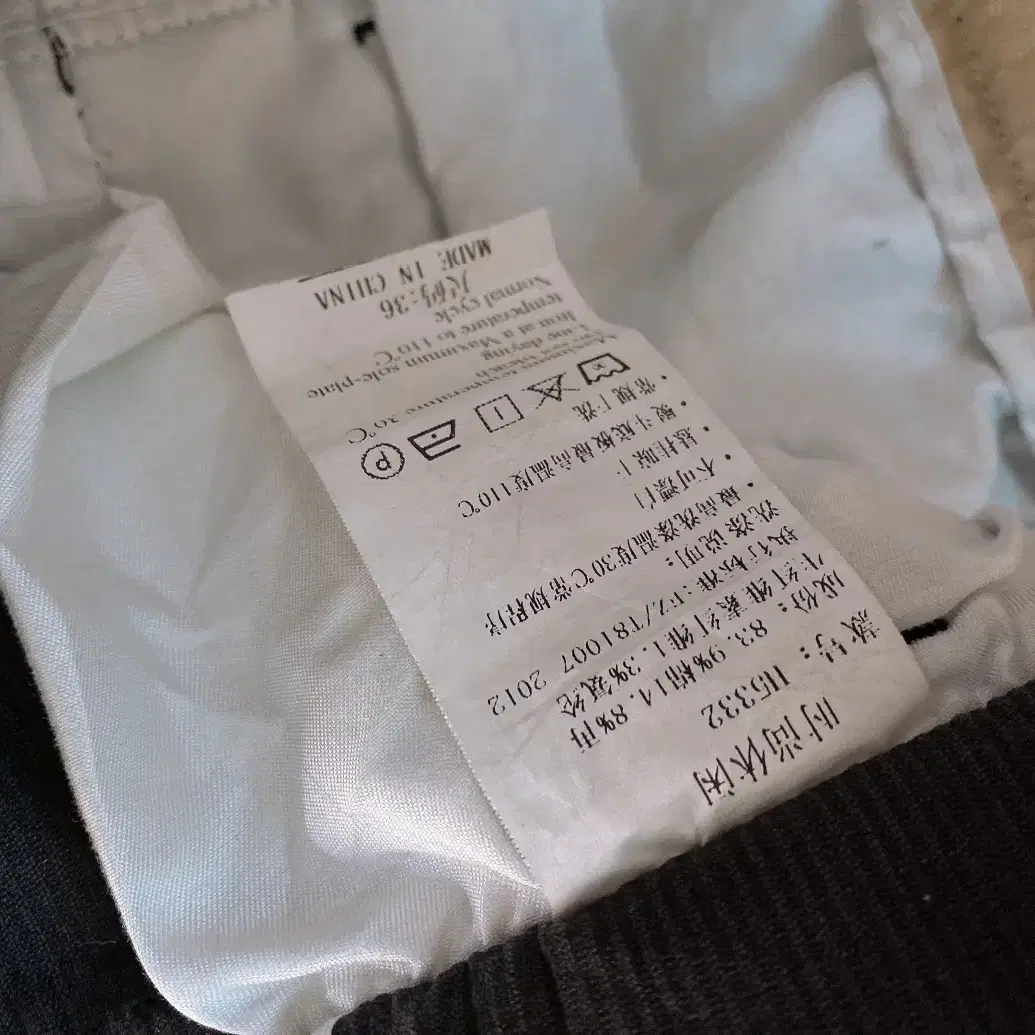 时尚休闲
款号: H5332
成份: 83.9%棉14.8%再
生纤维素纤维1.3%氨纶
执行标准:FZ/T81007 2012
洗涤说明:
·最高洗涤温度30℃常规程序
·不可漂白
·悬挂晾干
·熨斗底板最高温度110℃
·常规干洗
P
Maximum temperature 30℃
Line daying
Iron at a Maximum sole-plate
temperature to 110℃
Normal cycle
尺码:36
MADE IN CHINA